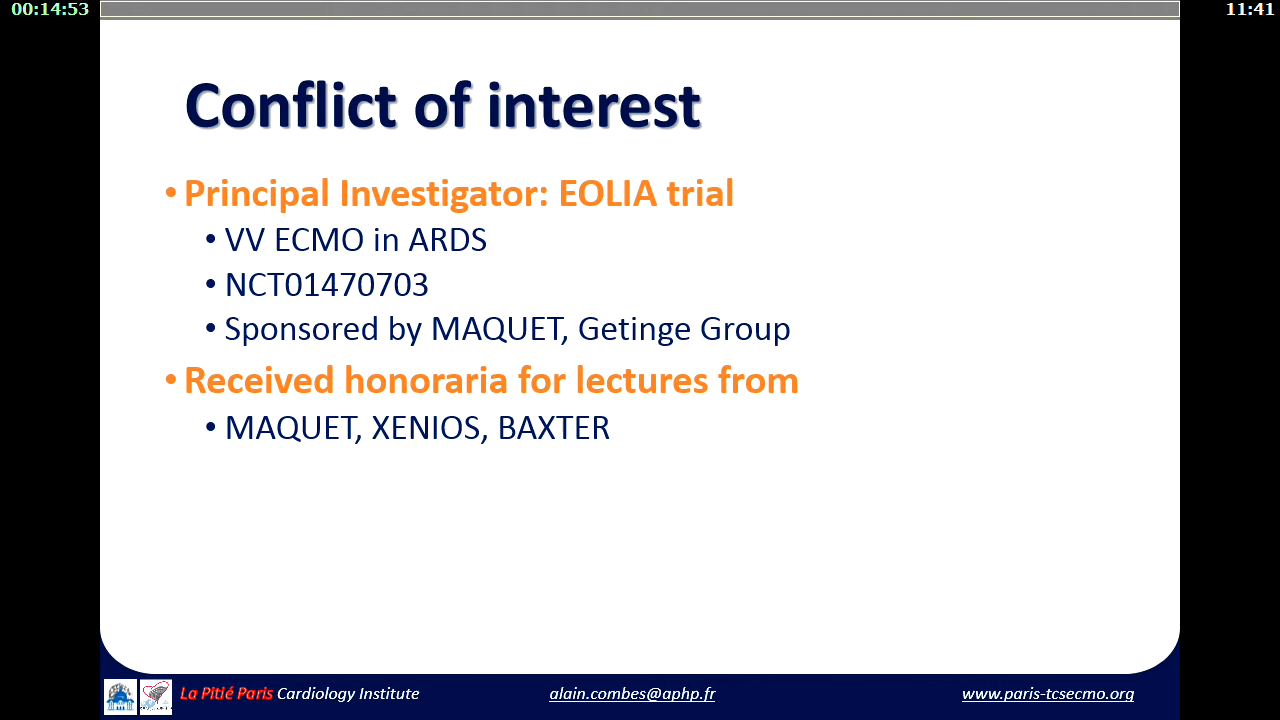 00:14:53
11:41
Conflict of interest
• Principal Investigator: EOLIA trial
• VV ECMO in ARDS
• NCT01470703
• Sponsored by MAQUET, Getinge Group
• Received honoraria for lectures from
• MAQUET, XENIOS, BAXTER
La Pitié Paris Cardiology Institute
alain.combes@aphp.fr
www.paris-tcsecmo.org